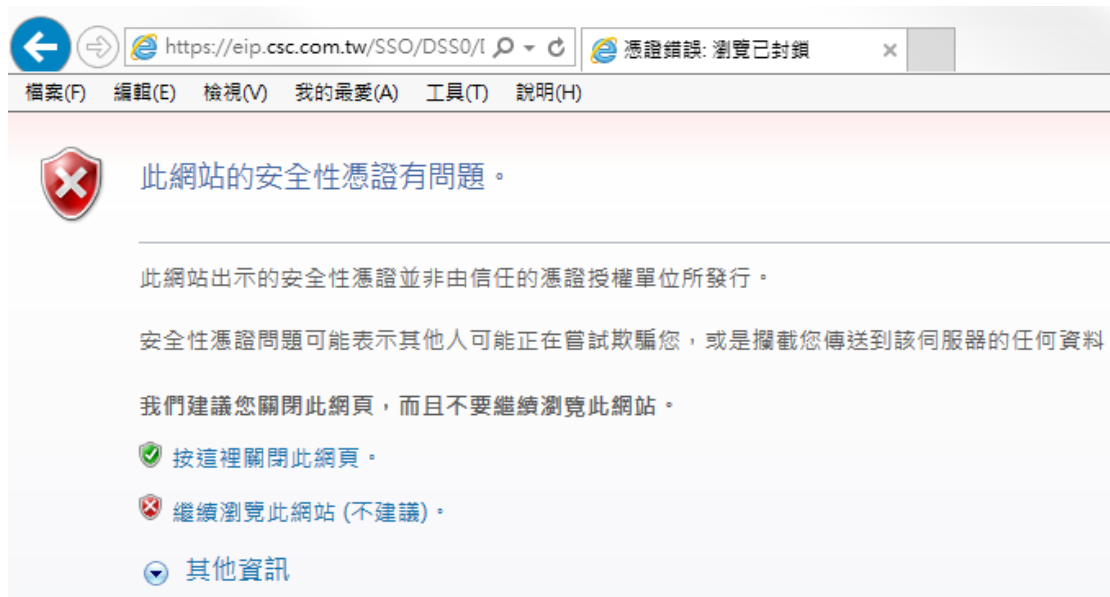 https://eip.csc.com.tw/SSO/DSS0/
憑證錯誤: 瀏覽已封鎖
檔案(F) 編輯(E) 檢視(V) 我的最愛(A) 工具(T) 說明(H)
此網站的安全性憑證有問題。
此網站出示的安全性憑證並非由信任的憑證授權單位所發行。
安全性憑證問題可能表示其他人可能正在嘗試欺騙您，或是攔截您傳送到該伺服器的任何資料
我們建議您關閉此網頁，而且不要繼續瀏覽此網站。
按這裡關閉此網頁。
繼續瀏覽此網站 (不建議)。
其他資訊